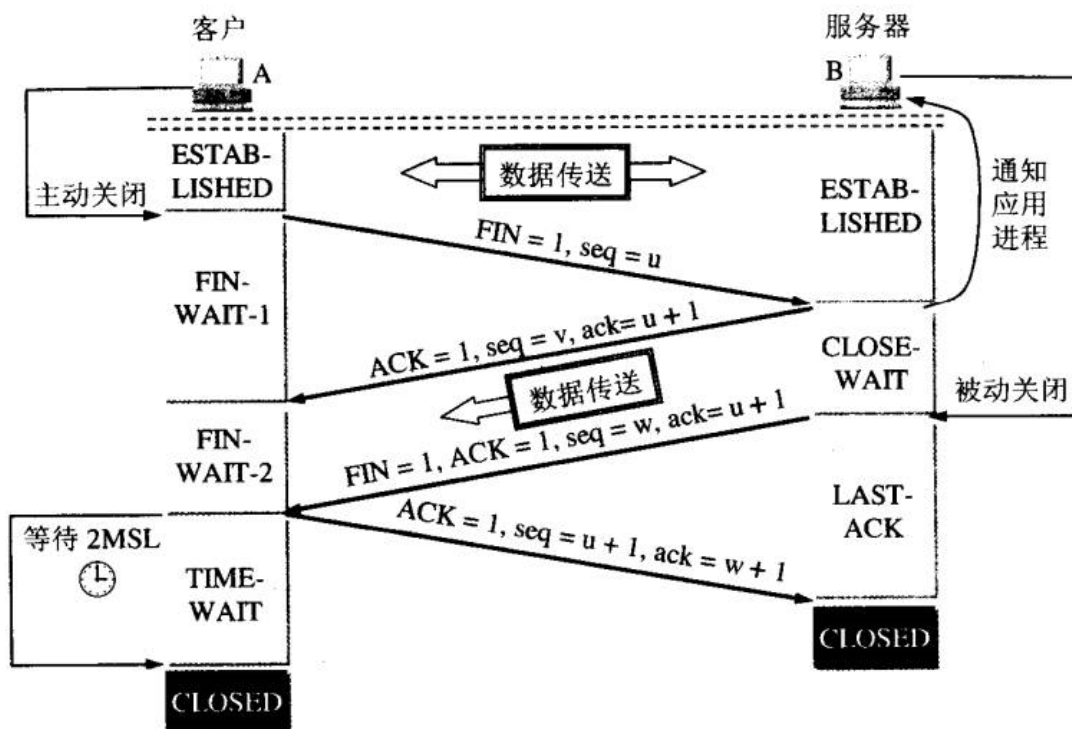 客户
服务器
A
B
ESTAB-
LISHED
数据传送
主动关闭
ESTAB-
LISHED
通知
应用
进程
FIN = 1, seq = u
FIN-
WAIT-1
ACK = 1, seq = v, ack= u + 1
CLOSE-
WAIT
数据传送
被动关闭
FIN-
WAIT-2
FIN = 1, ACK = 1, seq = w, ack= u + 1
LAST-
ACK
等待 2MSL
ACK = 1, seq = u + 1, ack = w + 1
TIME-
WAIT
CLOSED
CLOSED